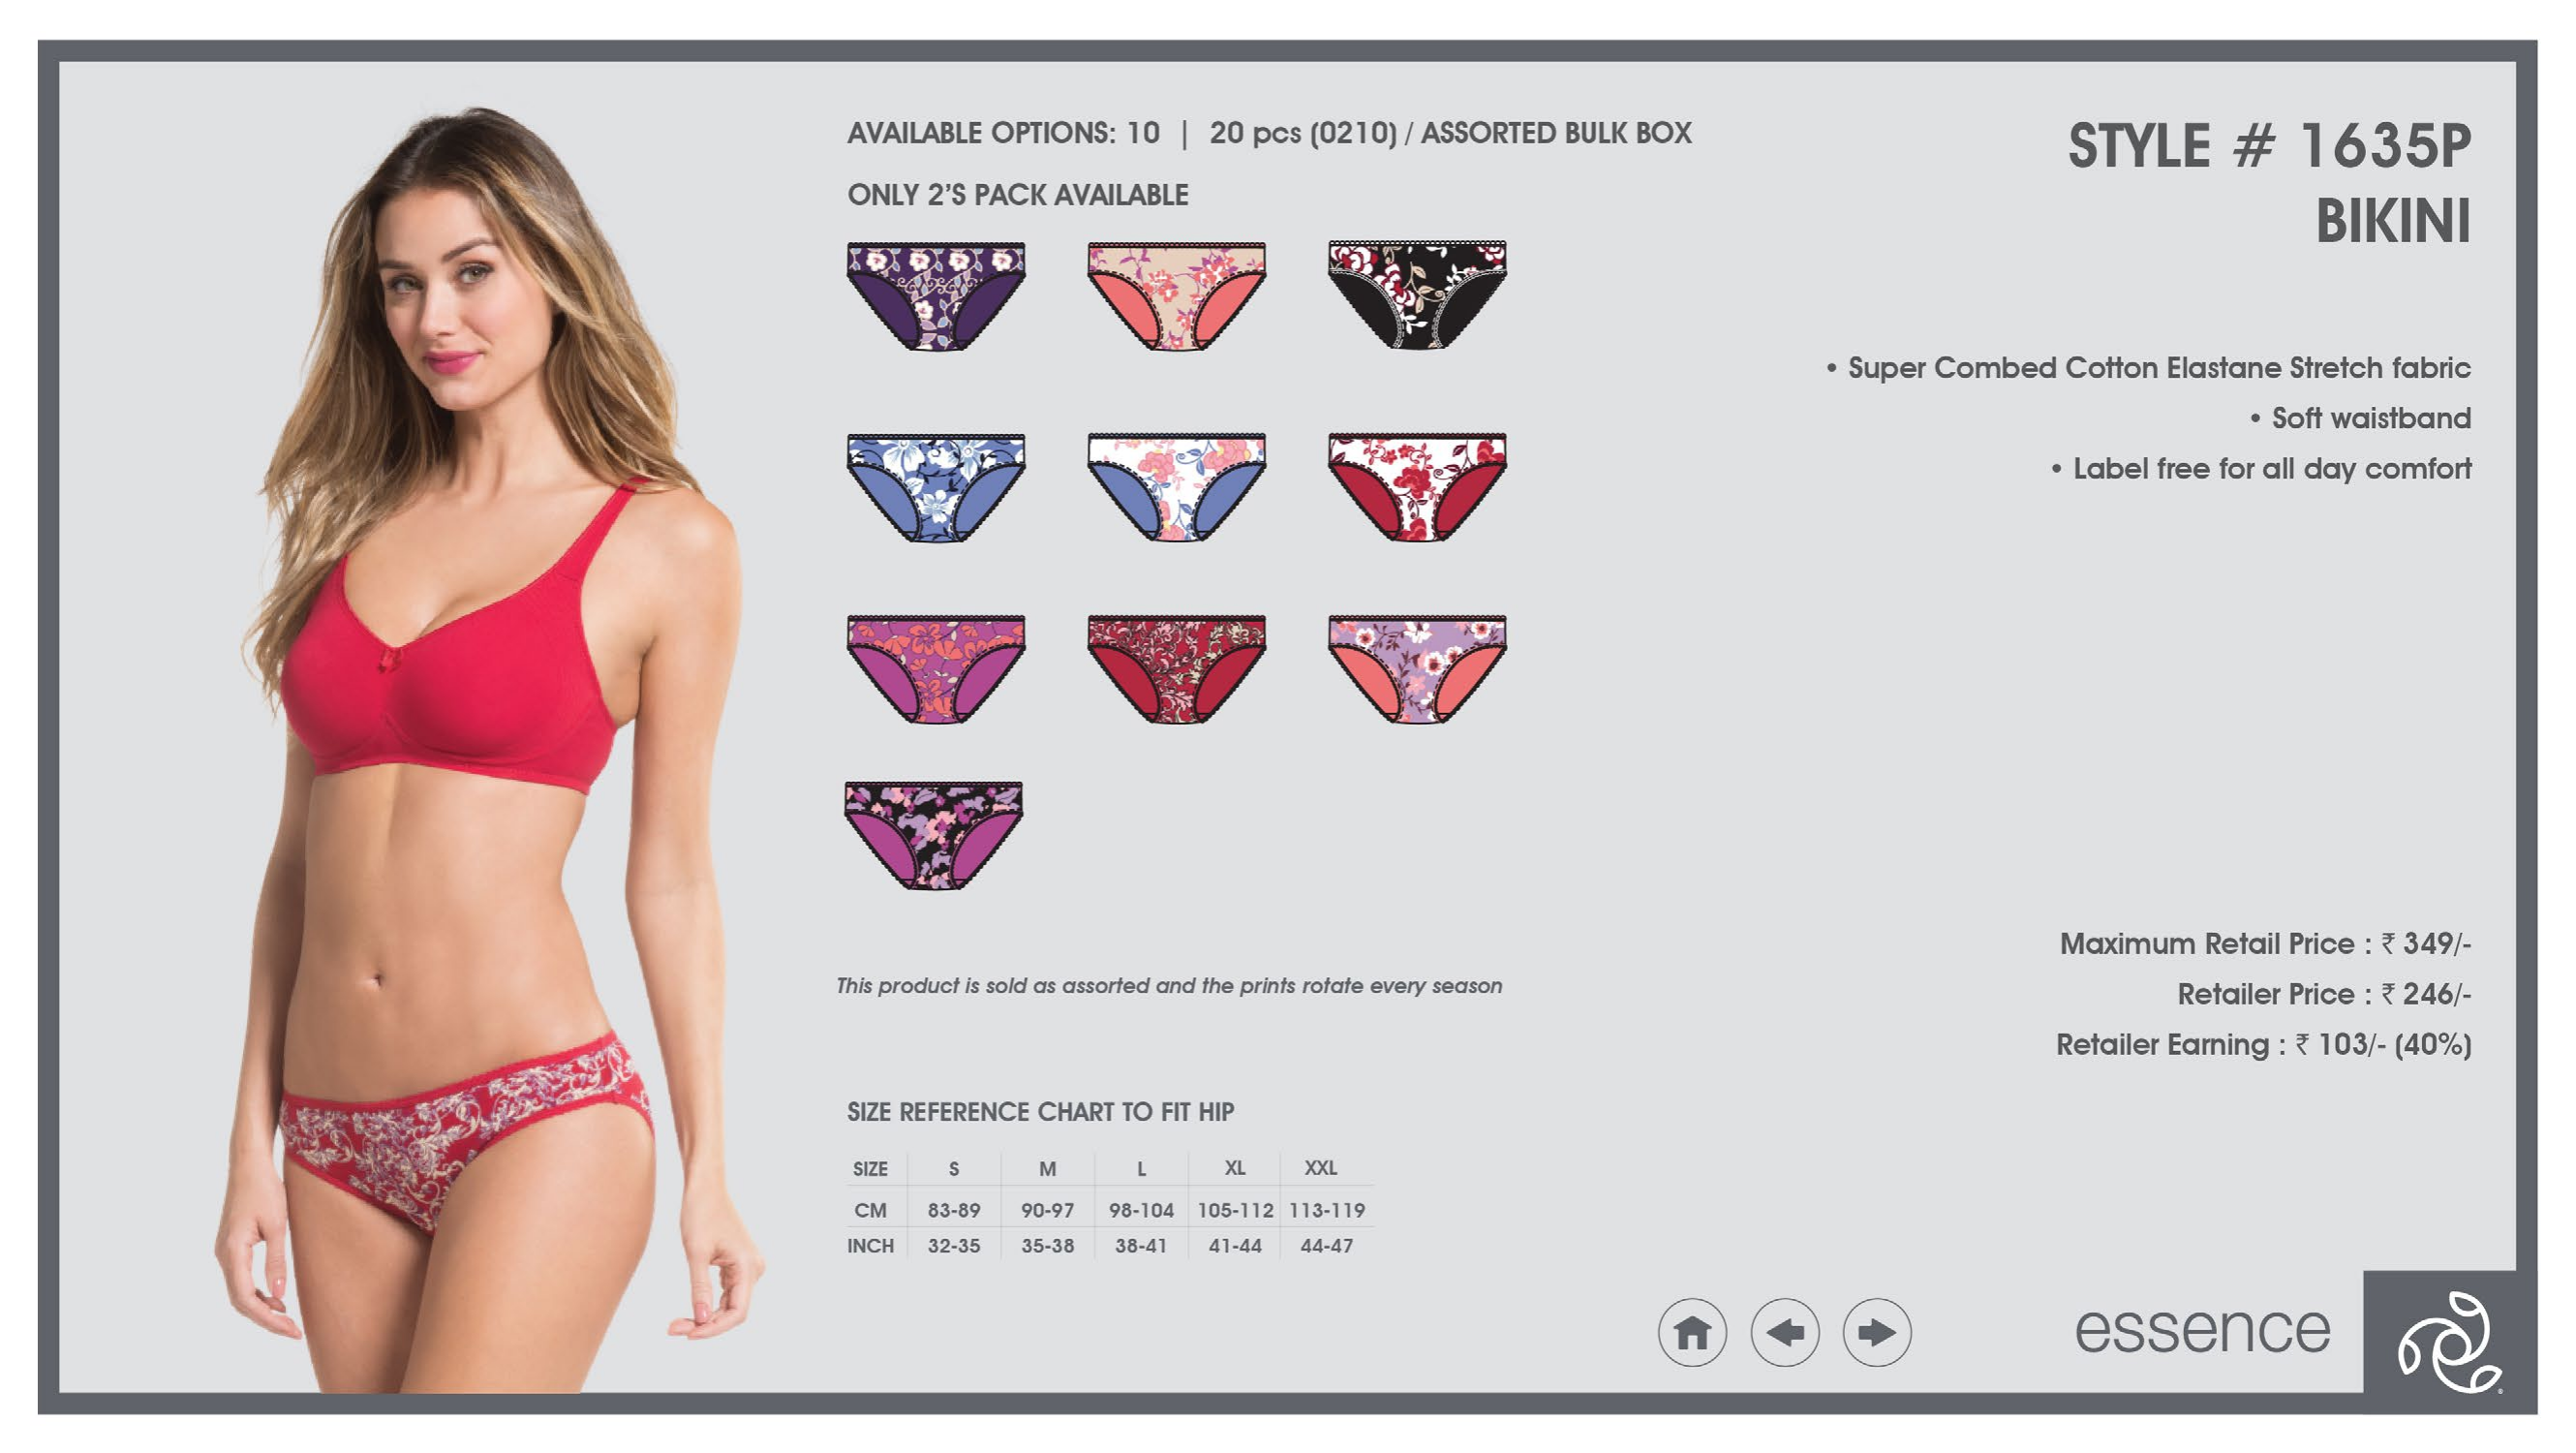 AVAILABLE OPTIONS: 10 | 20 pcs (0210) / ASSORTED BULK BOX
ONLY 2'S PACK AVAILABLE
STYLE # 1635P
BIKINI
• Super Combed Cotton Elastane Stretch fabric
• Soft waistband
• Label free for all day comfort
This product is sold as assorted and the prints rotate every season
Maximum Retail Price : ₹ 349/-
Retailer Price : ₹ 246/-
Retailer Earning : ₹ 103/- (40%)
SIZE REFERENCE CHART TO FIT HIP
SIZE S M L XL XXL
CM 83-89 90-97 98-104 105-112 113-119
INCH 32-35 35-38 38-41 41-44 44-47
essence